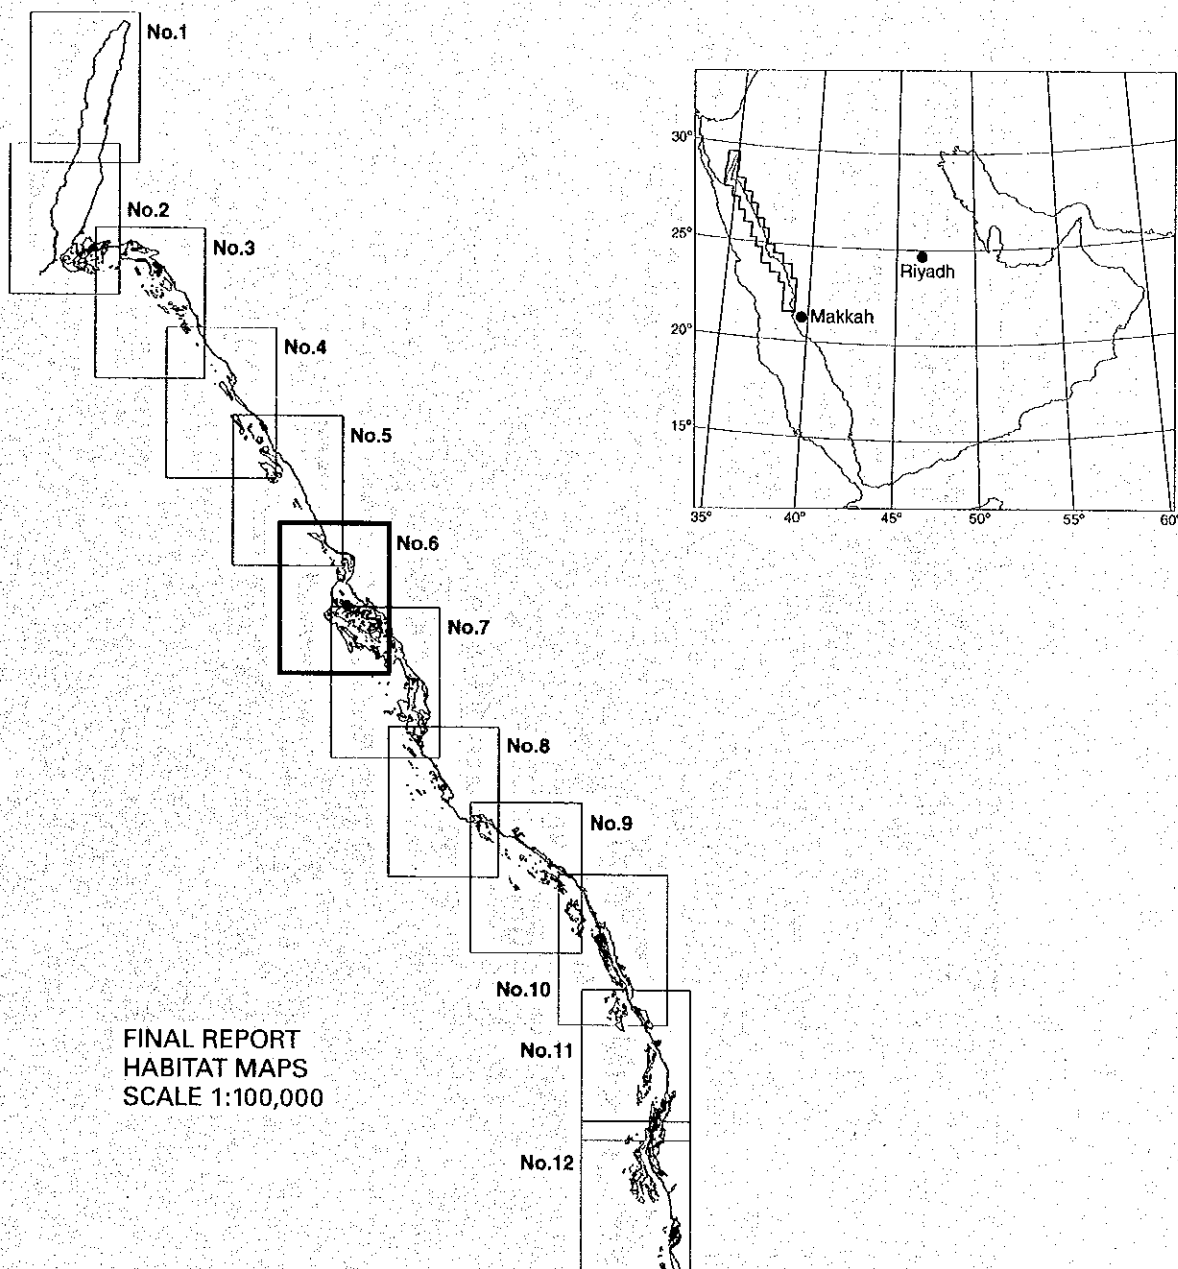 No.1
No.2
No.3
No.4
No.5
No.6
No.7
No.8
No.9
No.10
No.11
No.12
30°
25°
20°
15°
35°
40°
45°
50°
55°
60°
Riyadh
Makkah
FINAL REPORT
HABITAT MAPS
SCALE 1:100,000